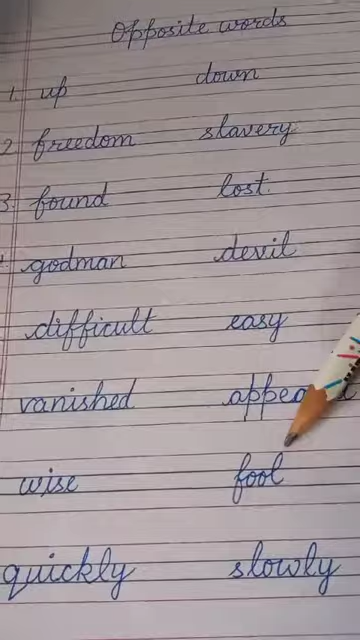 Opposite words
1. up down
2 freedom slavery
3. found lost.
godman devil
difficult easy
vanished
wise fool
quickly slowly